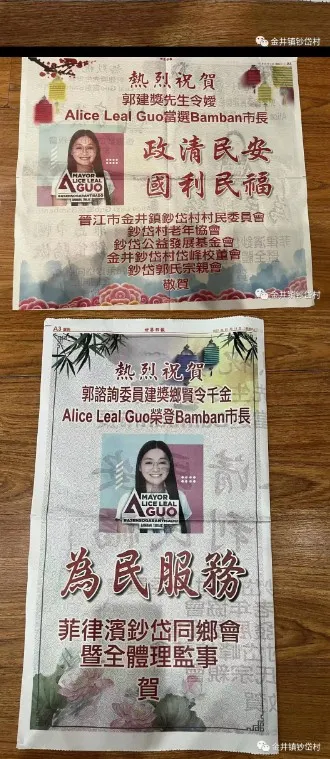 金井镇钞岱村
熱烈祝賀
郭建獎先生令嬡
Alice Leal Guo當選Bamban市長
政清民安
國利民福
MAYOR
ALICE LEAL
GUO
晉江市金井鎮鈔岱村村民委員會
鈔岱村老年協會
鈔岱公益發展基金會
金井鈔岱村岱峰校董會
鈔岱郭氏宗親會
敬賀
金井镇钞岱村
A3
世界日報
熱烈祝賀
郭諮詢委員建獎鄉賢令千金
Alice Leal Guo榮登Bamban市長
MAYOR
ALICE LEAL
GUO
為民服務
菲律濱鈔岱同鄉會
暨全體理監事
賀
金井镇钞岱村